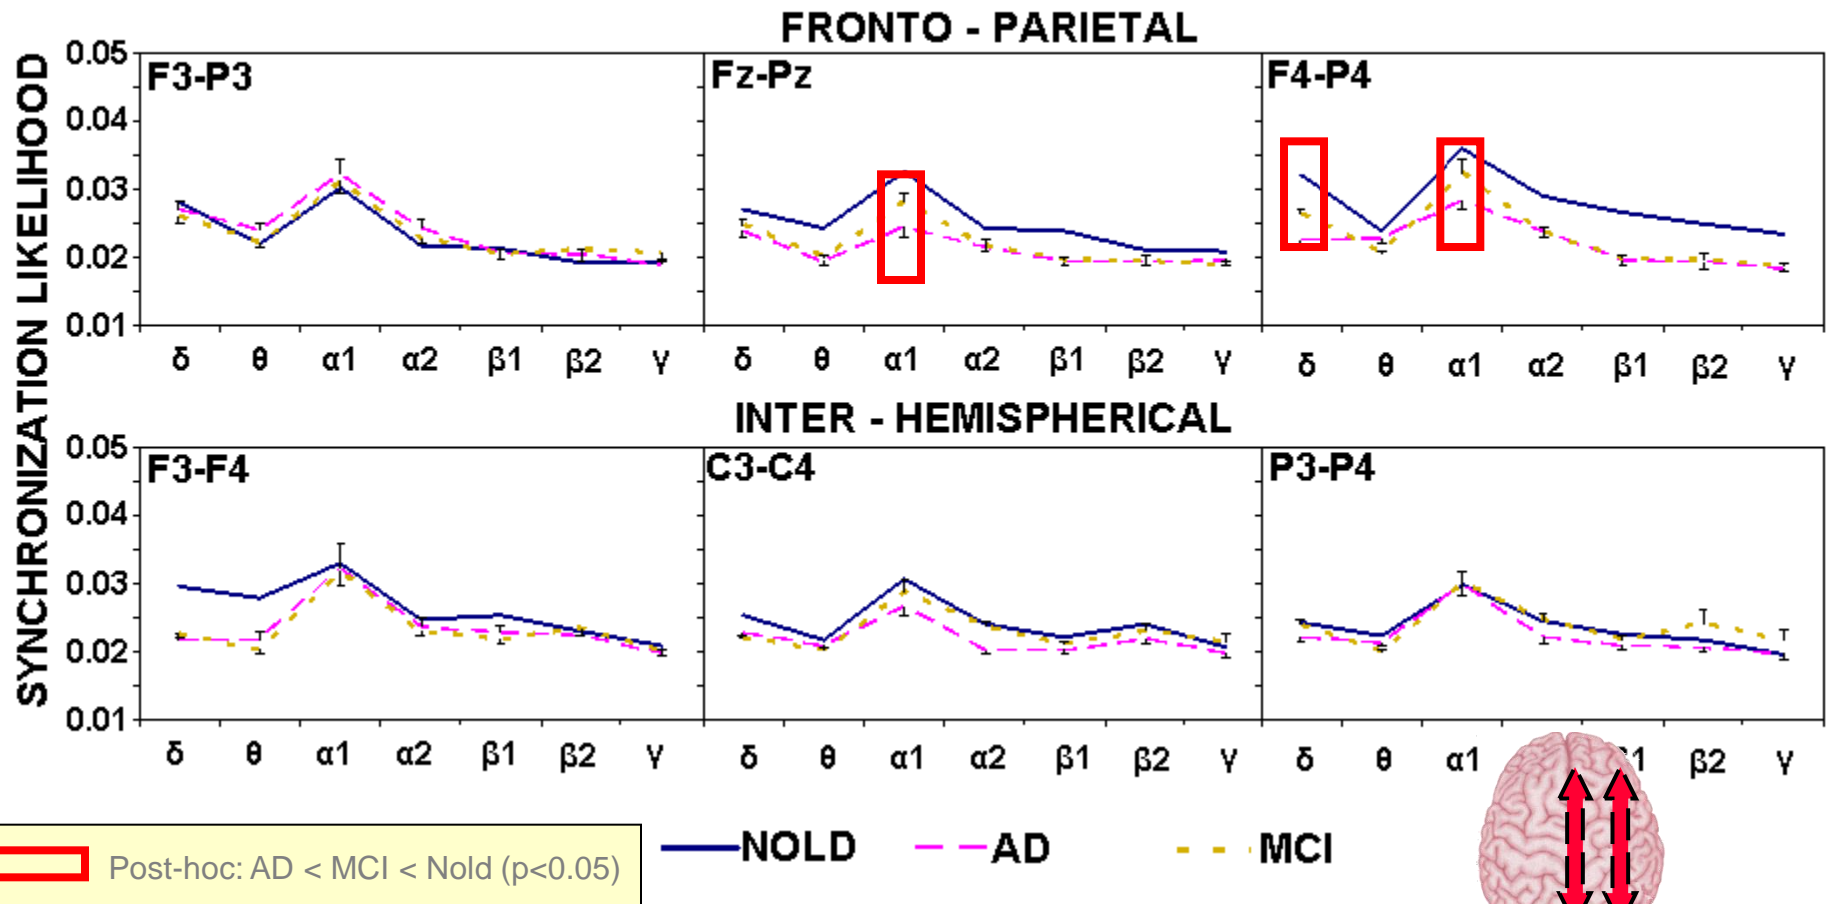 FRONTO - PARIETAL
SYNCHRONIZATION LIKELIHOOD
0.05
0.04
0.03
0.02
0.01
F3-P3
Fz-Pz
F4-P4
δ θ α1 α2 β1 β2 γ
δ θ α1 α2 β1 β2 γ
δ θ α1 α2 β1 β2 γ
INTER - HEMISPHERICAL
0.05
0.04
0.03
0.02
0.01
F3-F4
C3-C4
P3-P4
δ θ α1 α2 β1 β2 γ
δ θ α1 α2 β1 β2 γ
δ θ α1 1 β2 γ
NOLD AD MCI
Post-hoc: AD < MCI < Nold (p<0.05)